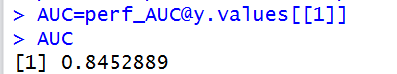 > AUC=perf_AUC@y.values[[1]]
> AUC
[1] 0.8452889